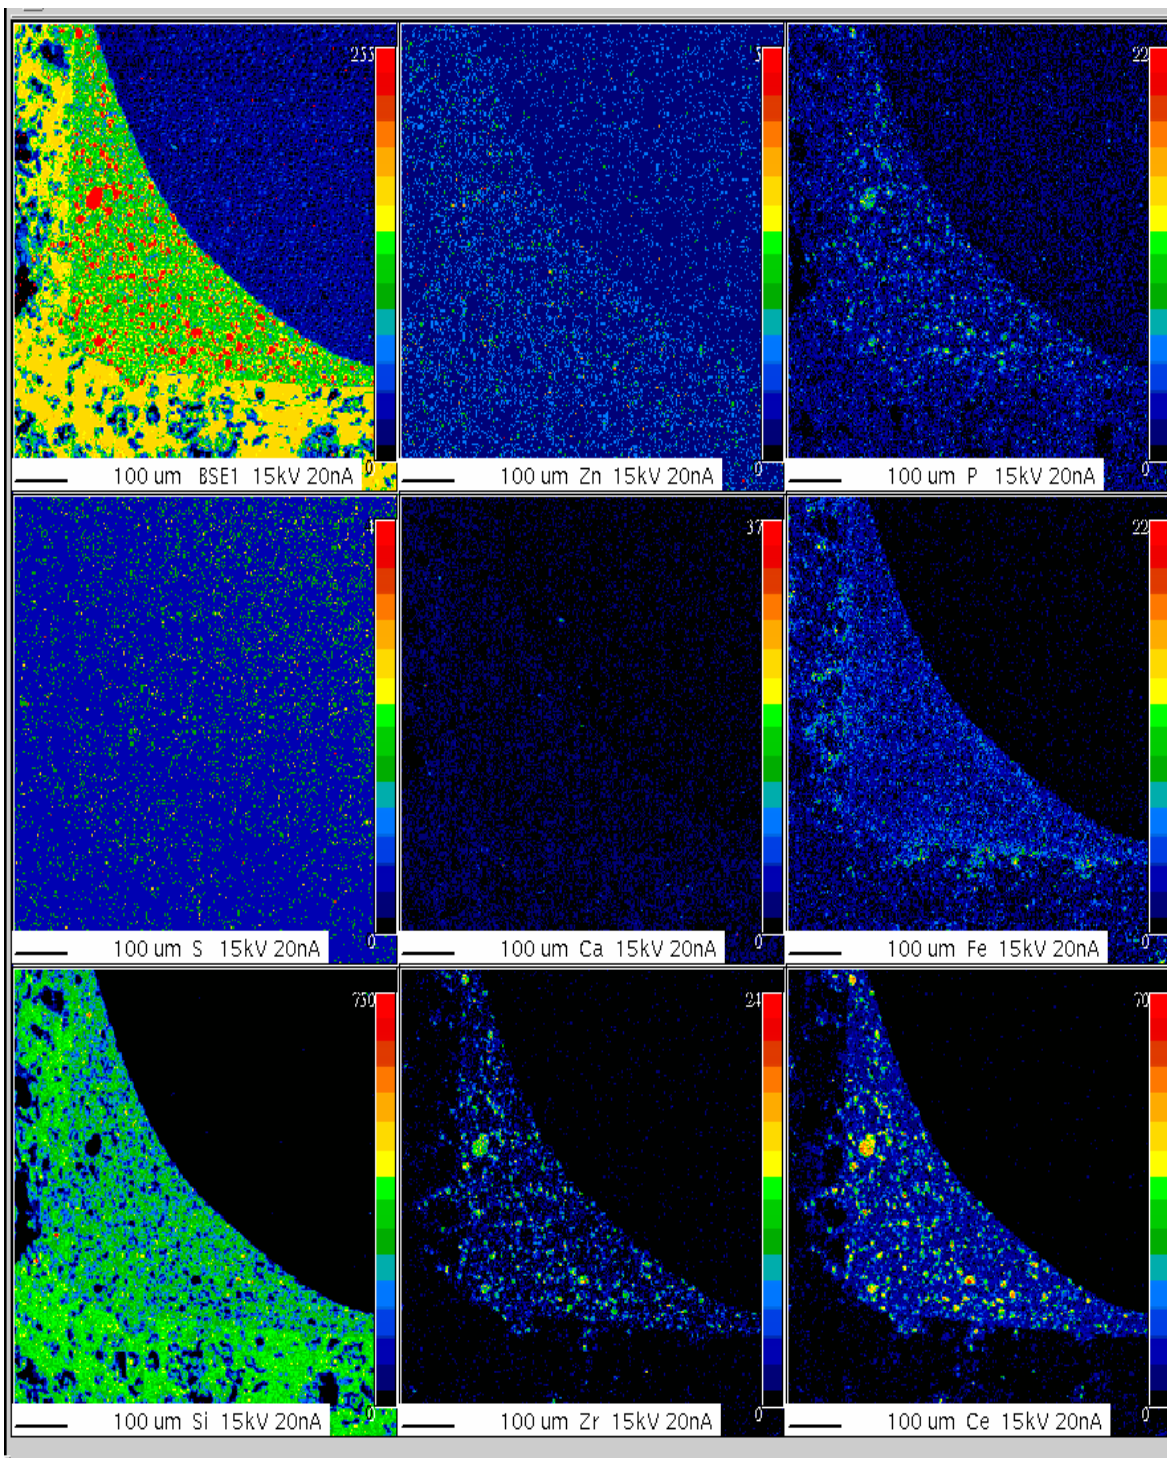 255
5
22
0
0
0
100 um BSE1 15kV 20nA
100 um Zn 15kV 20nA
100 um P 15kV 20nA
4
37
22
0
0
0
100 um S 15kV 20nA
100 um Ca 15kV 20nA
100 um Fe 15kV 20nA
750
24
70
0
0
0
100 um Si 15kV 20nA
100 um Zr 15kV 20nA
100 um Ce 15kV 20nA